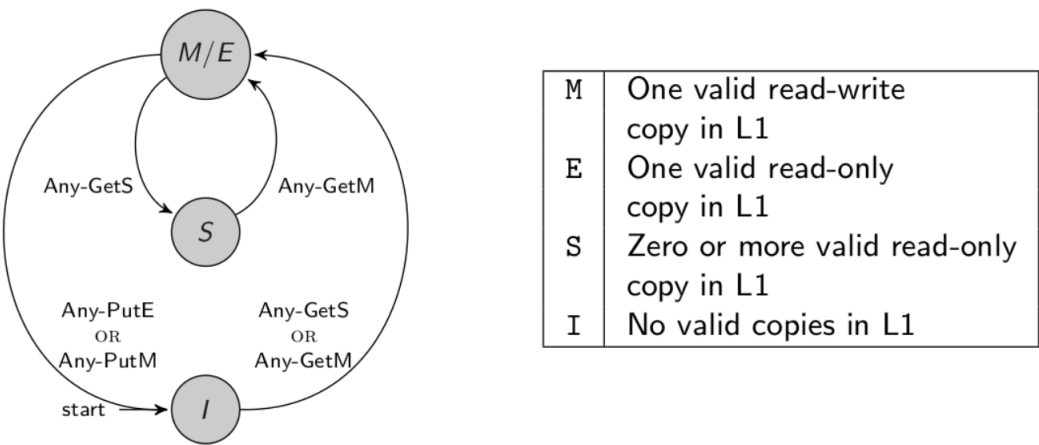 M/E
Any-GetS
Any-GetM
S
Any-PutE
OR
Any-PutM
Any-GetS
OR
Any-GetM
start
I
M One valid read-write
copy in L1
E One valid read-only
copy in L1
S Zero or more valid read-only
copy in L1
I No valid copies in L1